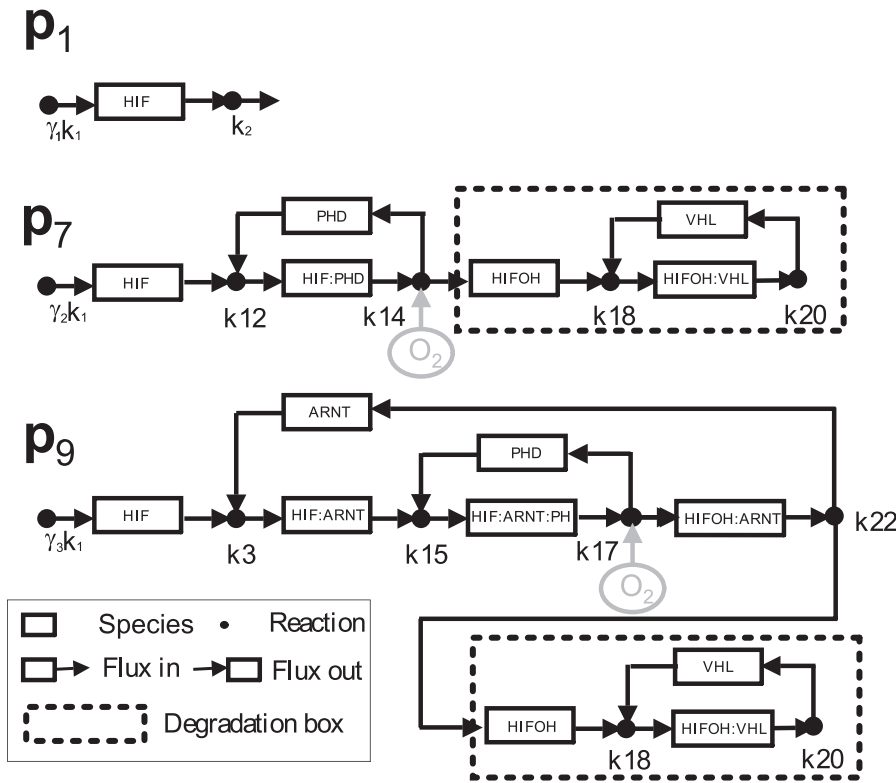 p1
HIF
γ1k1
k2
p7
PHD
VHL
HIF
HIF:PHD
HIFOH
HIFOH:VHL
γ2k1
k12
k14
k18
k20
O2
p9
ARNT
PHD
HIF
HIF:ARNT
HIF:ARNT:PH
HIFOH:ARNT
k22
γ3k1
k3
k15
k17
O2
Species
Reaction
Flux in
Flux out
Degradation box
VHL
HIFOH
HIFOH:VHL
k18
k20